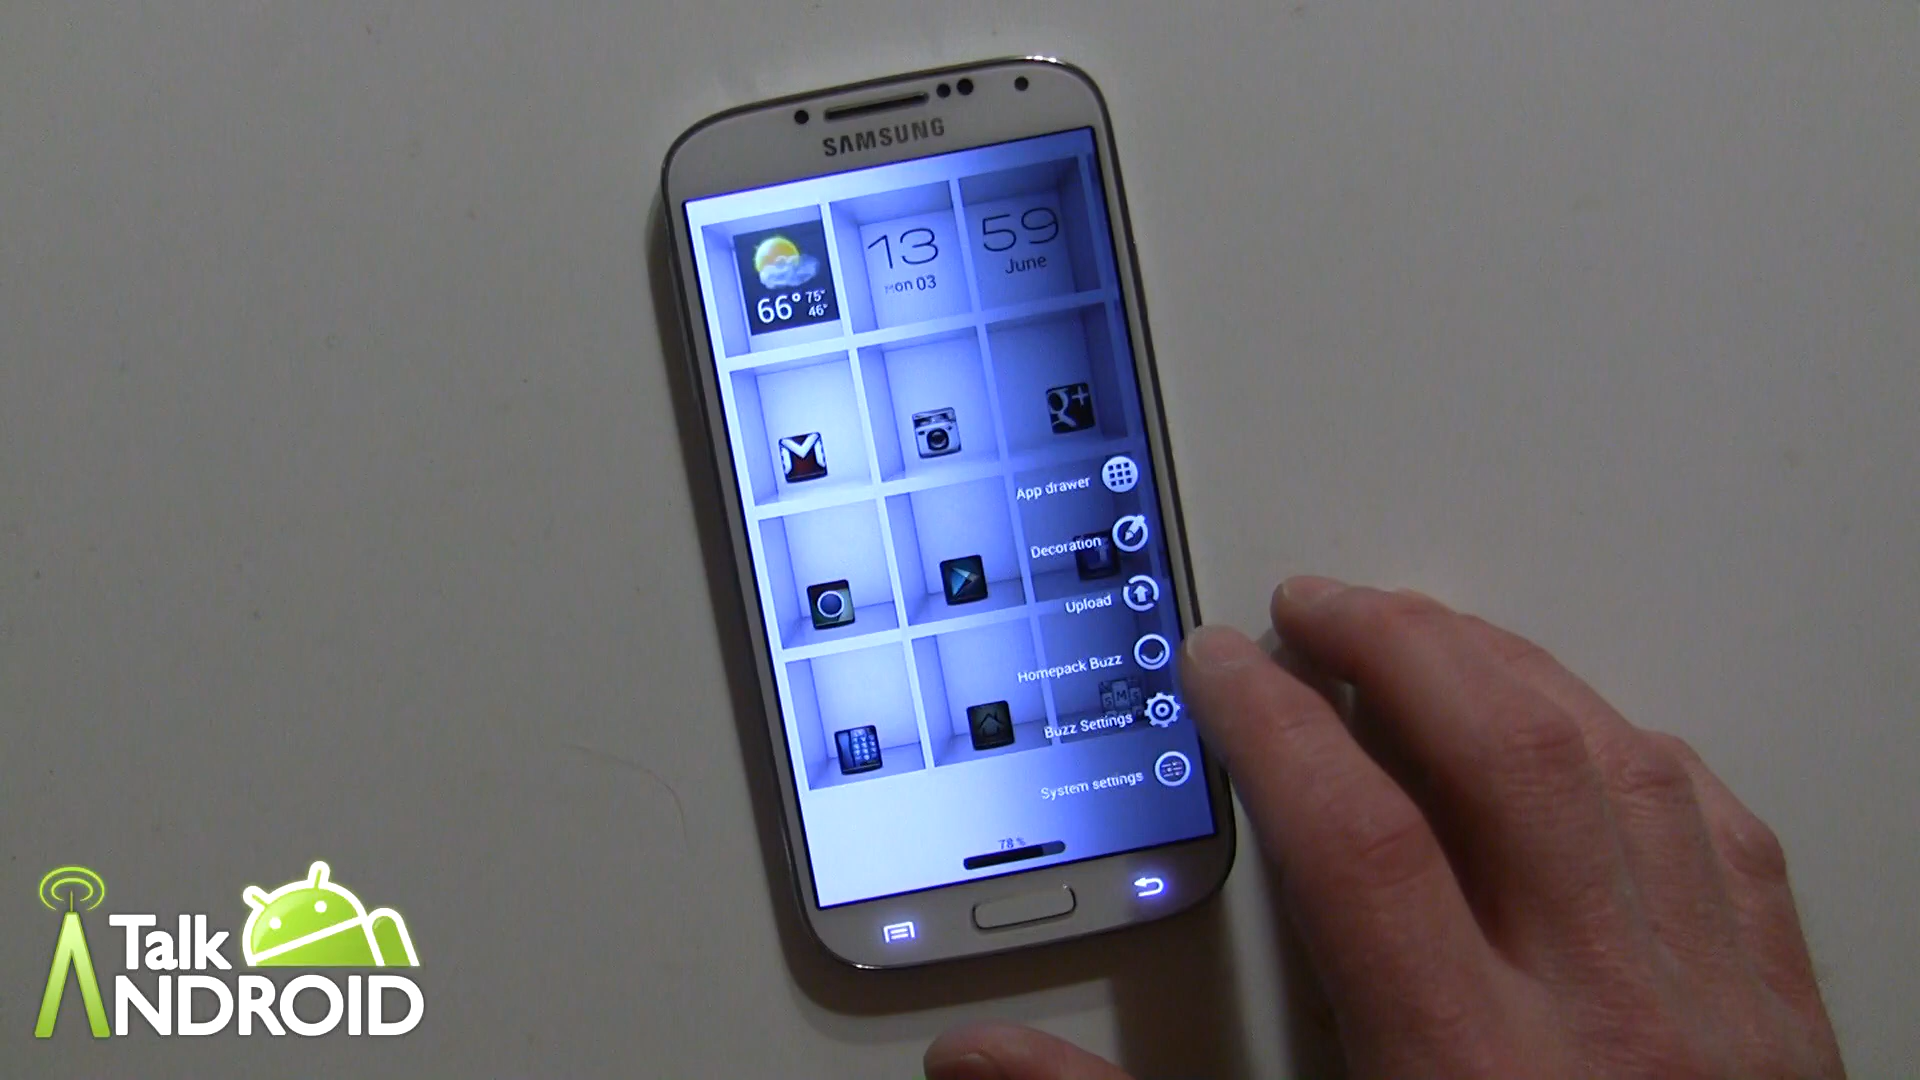 SAMSUNG
66° 75°
46°
13
mon 03
59
June
App drawer
Decoration
Upload
Homepack Buzz
Buzz Settings
System settings
78 %
Talk
ANDROID